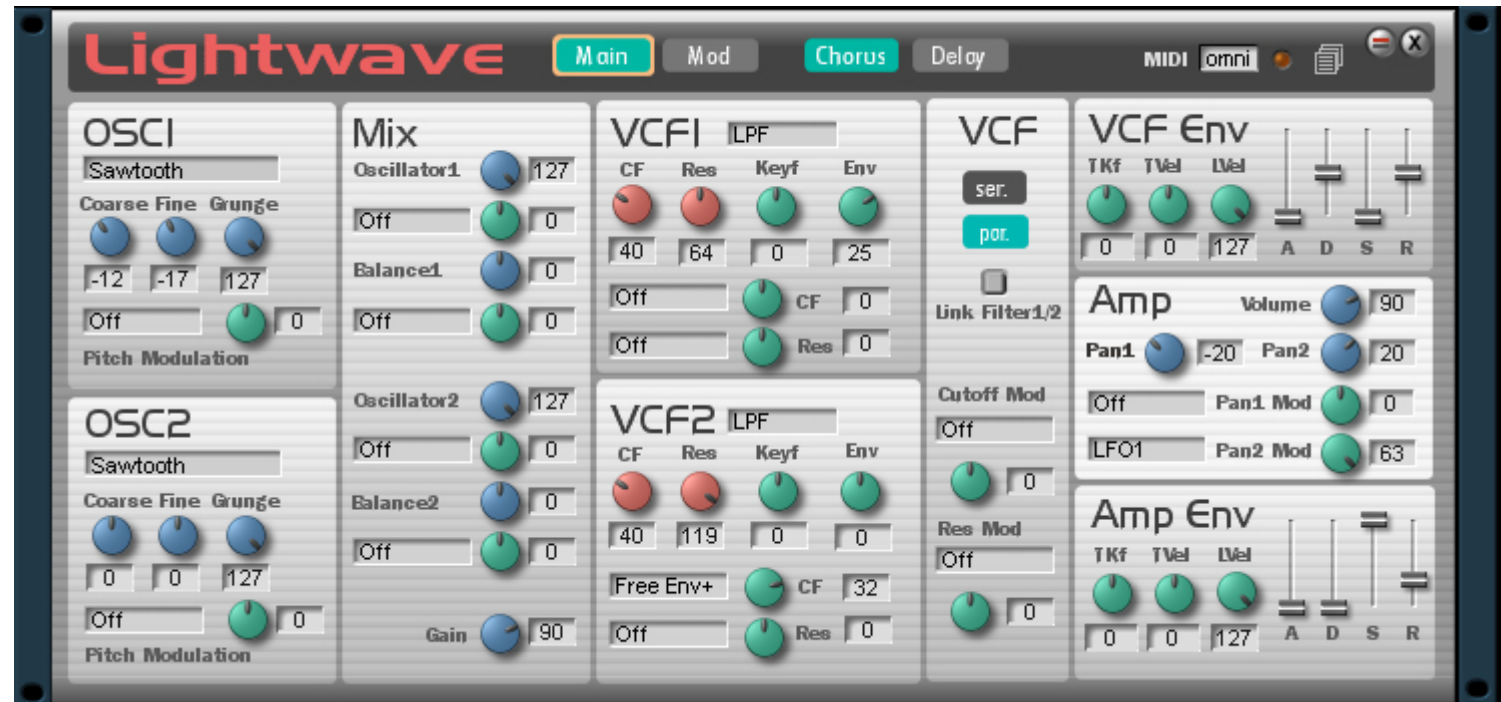 Lightwave
Main Mod Chorus Delay MIDI omni X
OSC1
Sawtooth
Coarse Fine Grunge
-12 -17 127
Off 0
Pitch Modulation
OSC2
Sawtooth
Coarse Fine Grunge
0 0 127
Off 0
Pitch Modulation
Mix
Oscillator1 127
Off 0
Balance1 0
Off 0
Oscillator2 127
Off 0
Balance2 0
Off 0
Gain 90
VCF1 LPF
CF Res Keyf Env
40 64 0 25
Off CF 0
Off Res 0
VCF2 LPF
CF Res Keyf Env
40 119 0 0
Free Env+ CF 32
Off Res 0
VCF
ser.
par.
Link Filter1/2
Cutoff Mod
Off
0
Res Mod
Off
0
VCF Env
TKf TVel LVel
0 0 127 A D S R
Amp Volume 90
Pan1 -20 Pan2 20
Off Pan1 Mod 0
LFO1 Pan2 Mod 63
Amp Env
TKf TVel LVel
0 0 127 A D S R